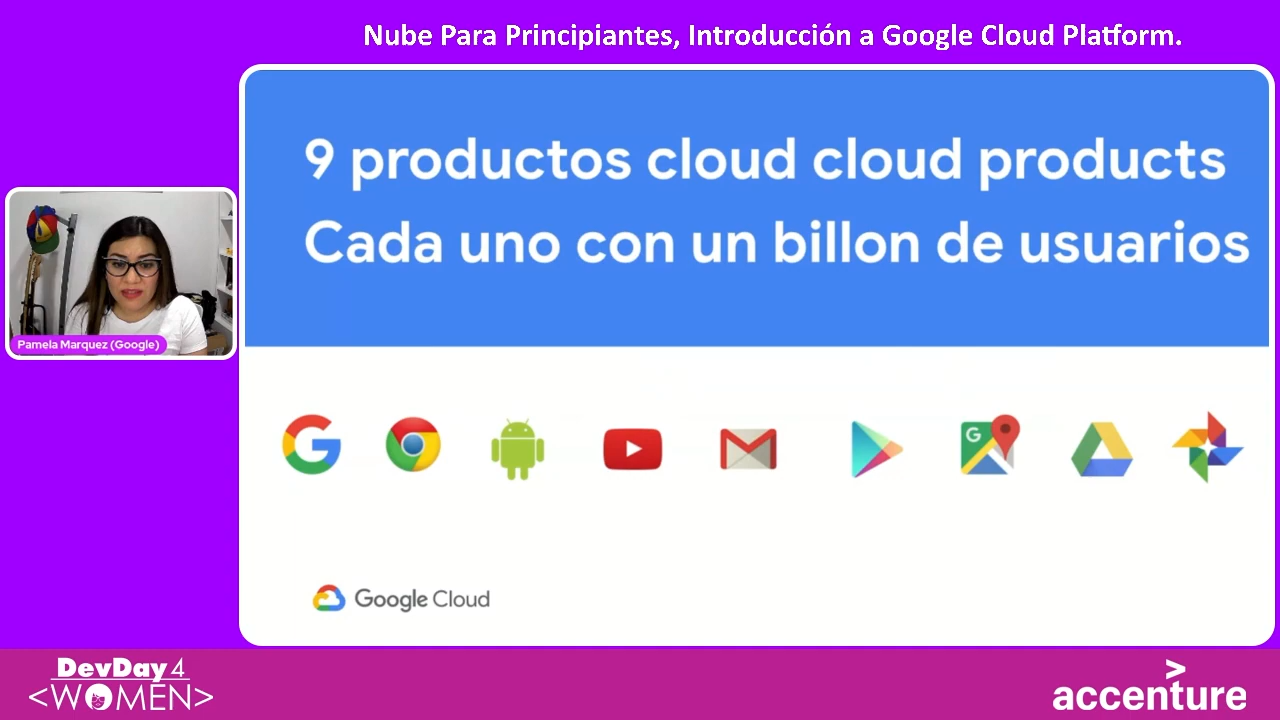 Nube Para Principiantes, Introducción a Google Cloud Platform.
9 productos cloud cloud products
Cada uno con un billon de usuarios
Pamela Marquez (Google)
G
Google Cloud
DevDay4
<WOMEN>
accenture